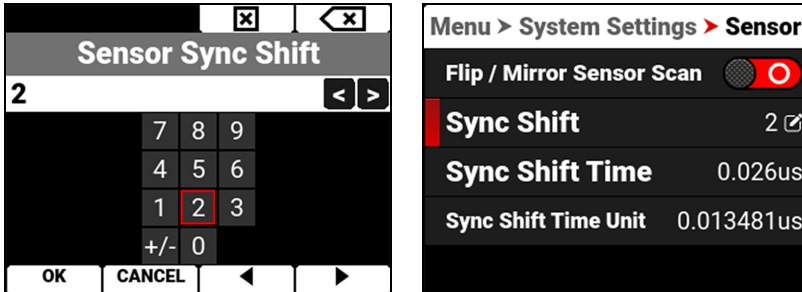 Sensor Sync Shift
2 < >
7 8 9
4 5 6
1 2 3
+/- 0
OK CANCEL
Menu > System Settings > Sensor
Flip / Mirror Sensor Scan
Sync Shift 2
Sync Shift Time 0.026us
Sync Shift Time Unit 0.013481us